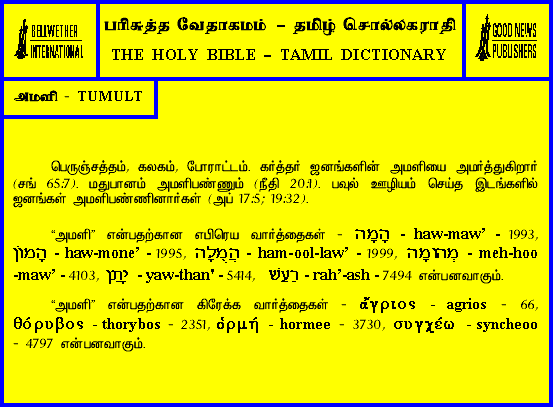 BELLWETHER
INTERNATIONAL
பரிசுத்த வேதாகமம் – தமிழ் சொல்லகராதி
THE HOLY BIBLE – TAMIL DICTIONARY
GOOD NEWS
PUBLISHERS
அமளி - TUMULT
பெருஞ்சத்தம், கலகம், போராட்டம். கர்த்தர் ஜனங்களின் அமளியை அமர்த்துகிறார்
(சங் 65:7). மதுபானம் அமளிபண்ணும் (நீதி 20:1). பவுல் ஊழியம் செய்த இடங்களில்
ஜனங்கள் அமளிபண்ணினார்கள் (அப் 17:5; 19:32).
“அமளி” என்பதற்கான எபிரெய வார்த்தைகள் - הָמָה - haw-maw’ - 1993,
הָמוֹן - haw-mone’ - 1995, הֲמֻלָּה - ham-ool-law’ - 1999, מְהוּמָה - meh-hoo
-maw’ - 4103, יָתַן - yaw-than' - 5414, רַעַשׁ - rah’-ash - 7494 என்பனவாகும்.
“அமளி” என்பதற்கான கிரேக்க வார்த்தைகள் - ἄγριος - agrios - 66,
θόρυβος - thorybos - 2351, ὁρμή - hormee - 3730, συγχέω - syncheoo
- 4797 என்பனவாகும்.